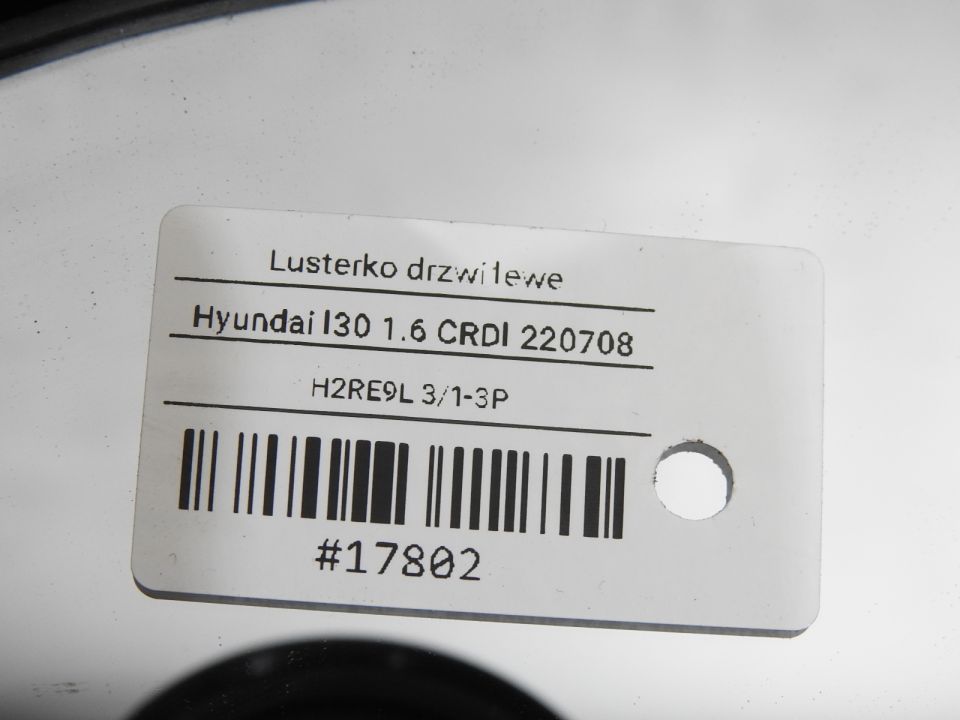 Lusterko drzwi lewe
Hyundai I30 1.6 CRDI 220708
H2RE9L 3/1-3P
#17802